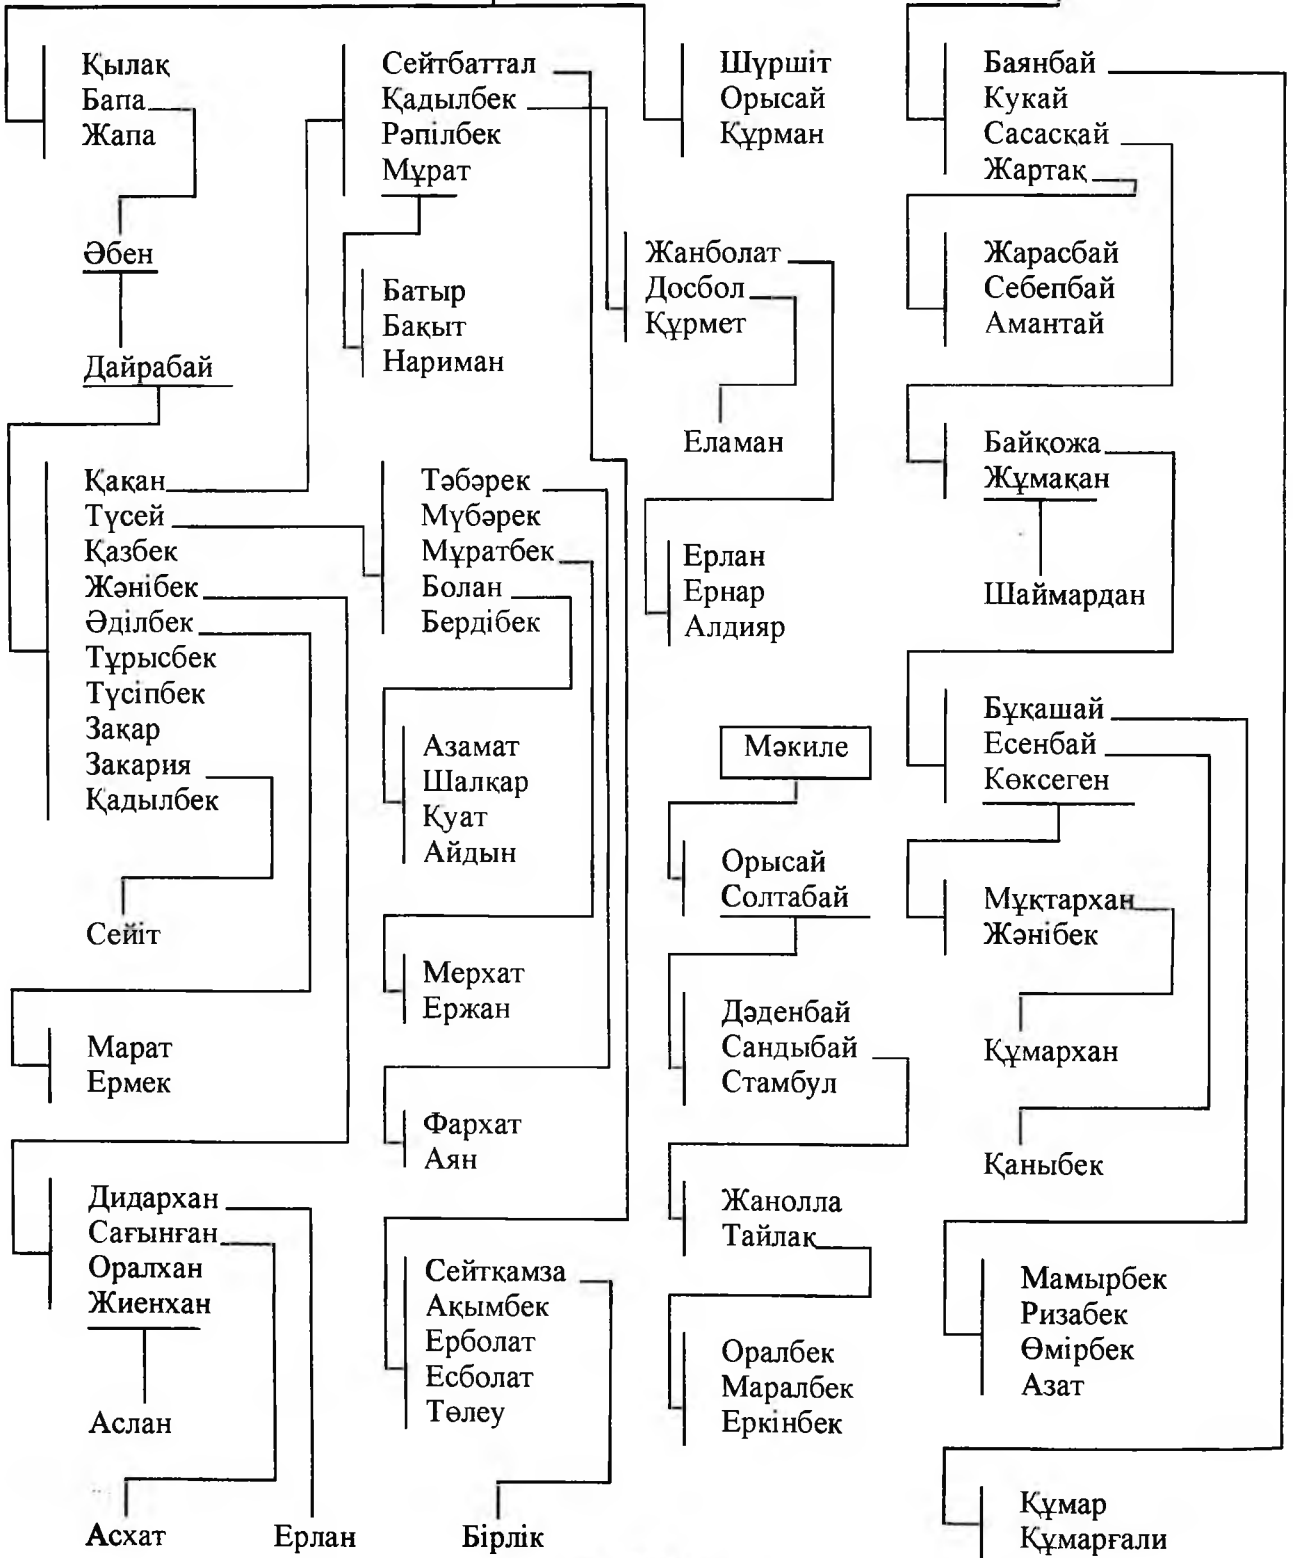 Қылақ
Бапа
Жапа
Әбен
Дайрабай
Қақан
Түсей
Қазбек
Жәнібек
Әділбек
Тұрысбек
Түсіпбек
Зақар
Закария
Қадылбек
Сейіт
Марат
Ермек
Дидархан
Сағынған
Оралхан
Жиенхан
Аслан
Асхат
Ерлан
Сейтбаттал
Қадылбек
Рәпілбек
Мұрат
Батыр
Бақыт
Нариман
Тәбәрек
Мүбәрек
Мұратбек
Болан
Бердібек
Азамат
Шалқар
Қуат
Айдын
Мерхат
Ержан
Фархат
Аян
Сейтқамза
Ақымбек
Ерболат
Есболат
Төлеу
Бірлік
Шүршіт
Орысай
Құрман
Жанболат
Досбол
Құрмет
Еламан
Ерлан
Ернар
Алдияр
Мәкиле
Орысай
Солтабай
Дәденбай
Сандыбай
Стамбул
Жанолла
Тайлақ
Оралбек
Маралбек
Еркінбек
Баянбай
Кукай
Сасасқай
Жартақ
Жарасбай
Себепбай
Амантай
Байқожа
Жұмақан
Шаймардан
Бұқашай
Есенбай
Көксеген
Мұқтархан
Жәнібек
Құмархан
Қаныбек
Мамырбек
Ризабек
Өмірбек
Азат
Құмар
Құмарғали